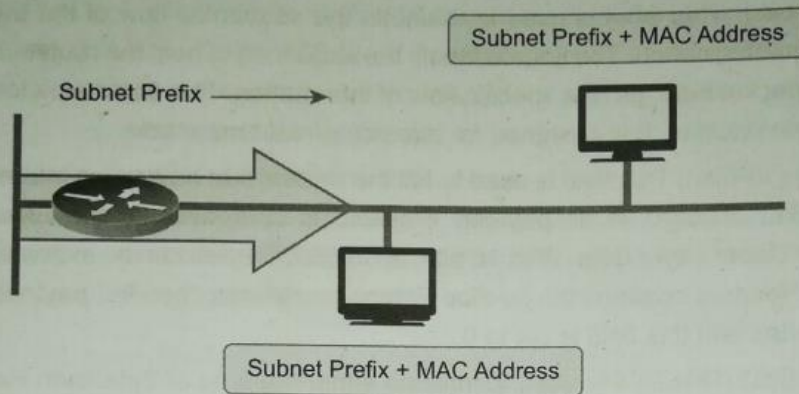 Subnet Prefix + MAC Address
Subnet Prefix
Subnet Prefix + MAC Address